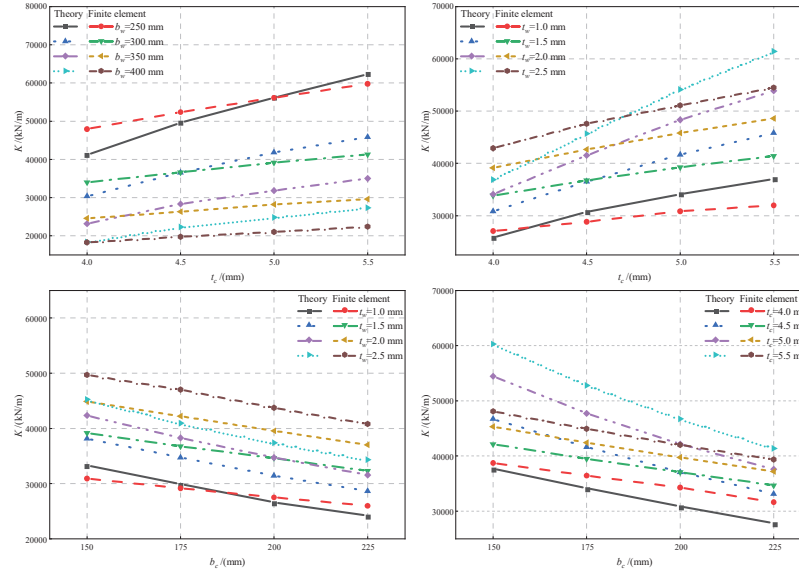 Theory Finite element
b_w=250 mm
b_w=300 mm
b_w=350 mm
b_w=400 mm
80000
70000
60000
50000
40000
30000
20000
K /(kN/m)
4.0 4.5 5.0 5.5
t_c /(mm)
Theory Finite element
t_w=1.0 mm
t_w=1.5 mm
t_w=2.0 mm
t_w=2.5 mm
70000
60000
50000
40000
30000
K /(kN/m)
4.0 4.5 5.0 5.5
t_c /(mm)
Theory Finite element
t_w=1.0 mm
t_w=1.5 mm
t_w=2.0 mm
t_w=2.5 mm
60000
50000
40000
30000
20000
K /(kN/m)
150 175 200 225
b_c /(mm)
Theory Finite element
t_c=4.0 m
t_c=4.5 m
t_c=5.0 m
t_c=5.5 m
70000
60000
50000
40000
30000
K /(kN/m)
150 175 200 225
b_c /(mm)